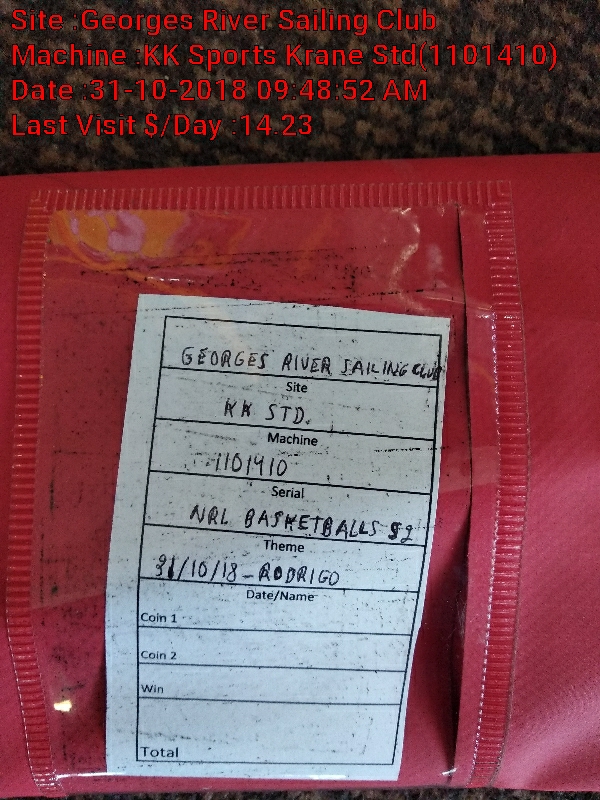 Site :Georges River Sailing Club
Machine :KK Sports Krane Std(1101410)
Date :31-10-2018 09:48:52 AM
Last Visit $/Day :14.23
GEORGES RIVER SAILING CLUB
Site
KK STD.
Machine
1101410
Serial
NRL BASKETBALLS $2
Theme
31/10/18-RODRIGO
Date/Name
Coin 1
Coin 2
Win
Total